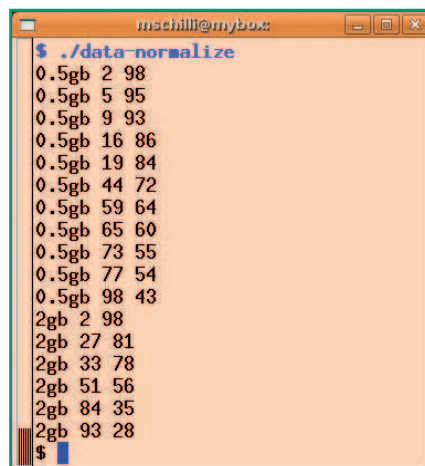 mschilli@mybox:
$ ./data-normalize
0.5gb 2 98
0.5gb 5 95
0.5gb 9 93
0.5gb 16 86
0.5gb 19 84
0.5gb 44 72
0.5gb 59 64
0.5gb 65 60
0.5gb 73 55
0.5gb 77 54
0.5gb 98 43
2gb 2 98
2gb 27 81
2gb 33 78
2gb 51 56
2gb 84 35
2gb 93 28
$